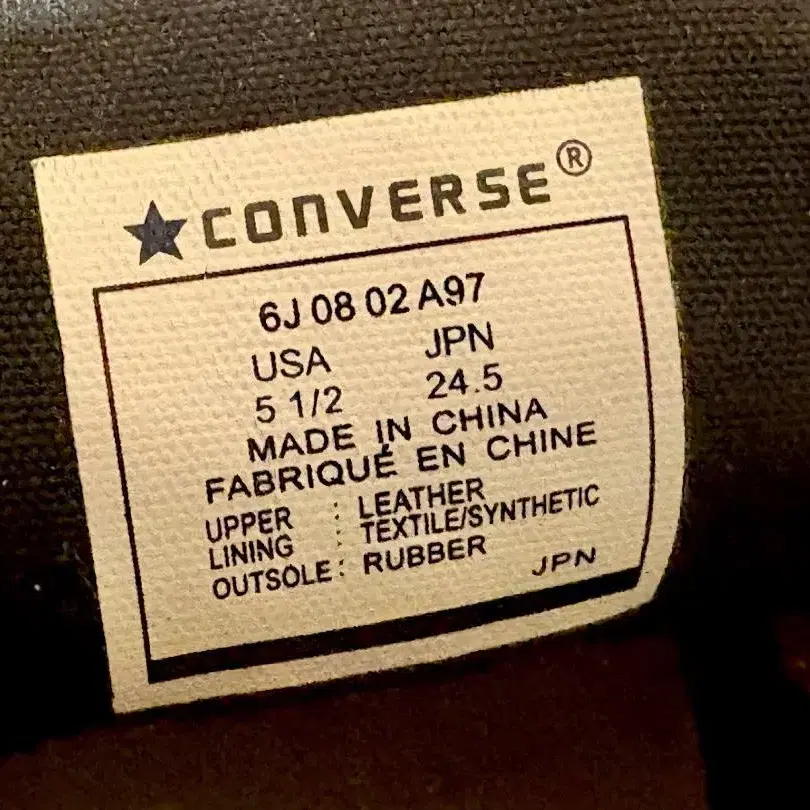 ★CONVERSE®
6J 08 02 A97
USA JPN
5 1/2 24.5
MADE IN CHINA
FABRIQUÉ EN CHINE
UPPER : LEATHER
LINING : TEXTILE/SYNTHETIC
OUTSOLE : RUBBER
JPN